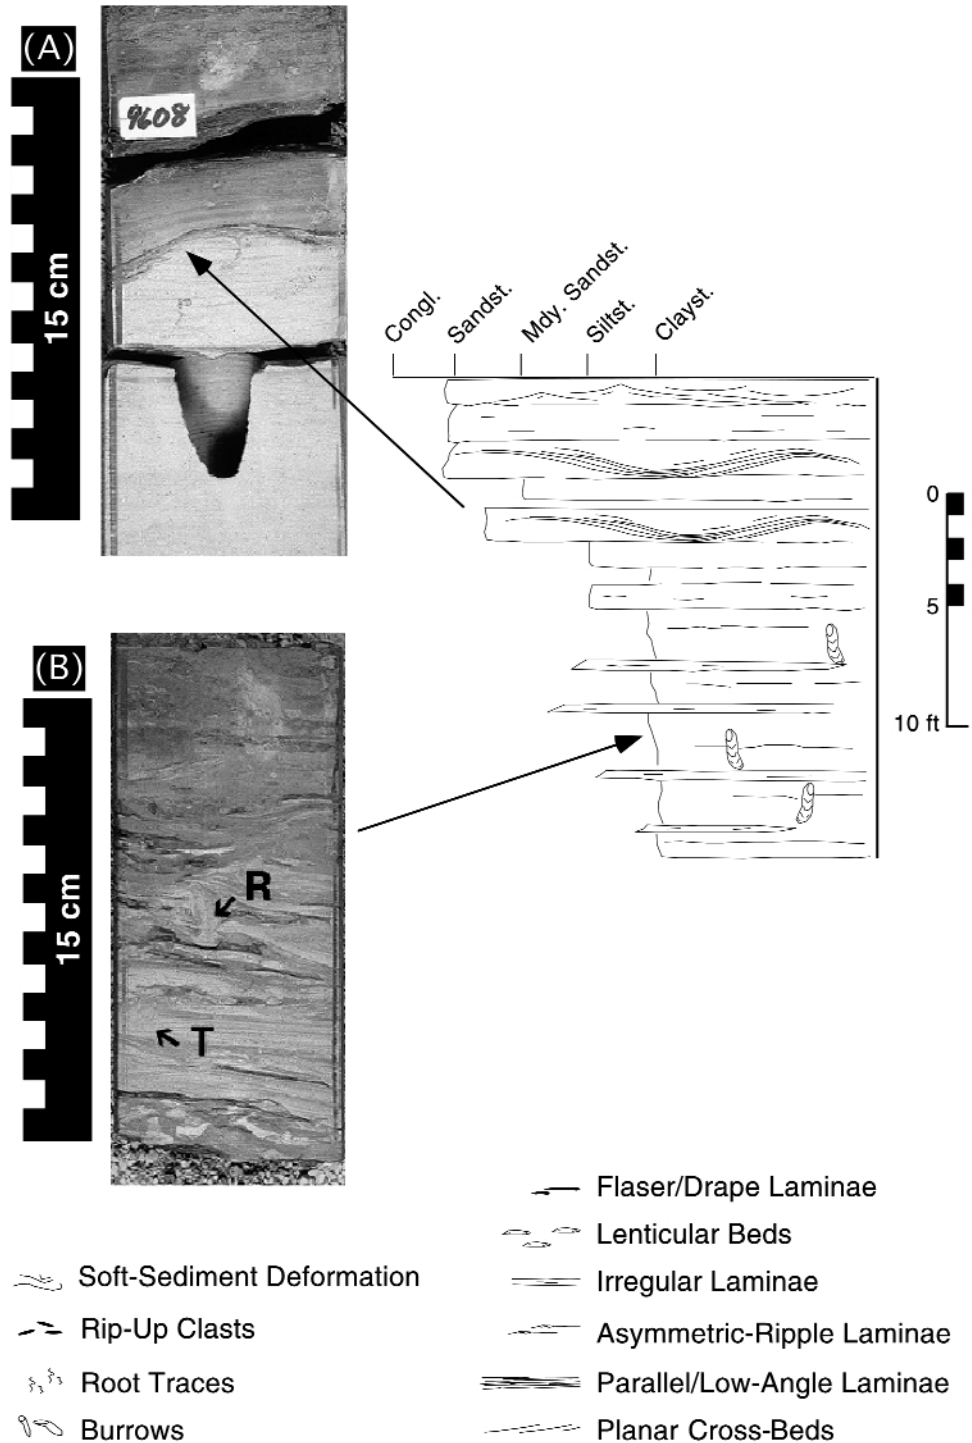 (A)
9608
15 cm
Congl.
Sandst.
Mdy. Sandst.
Siltst.
Clayst.
0
5
10 ft
(B)
15 cm
R
T
Flaser/Drape Laminae
Lenticular Beds
Irregular Laminae
Asymmetric-Ripple Laminae
Parallel/Low-Angle Laminae
Planar Cross-Beds
Soft-Sediment Deformation
Rip-Up Clasts
Root Traces
Burrows